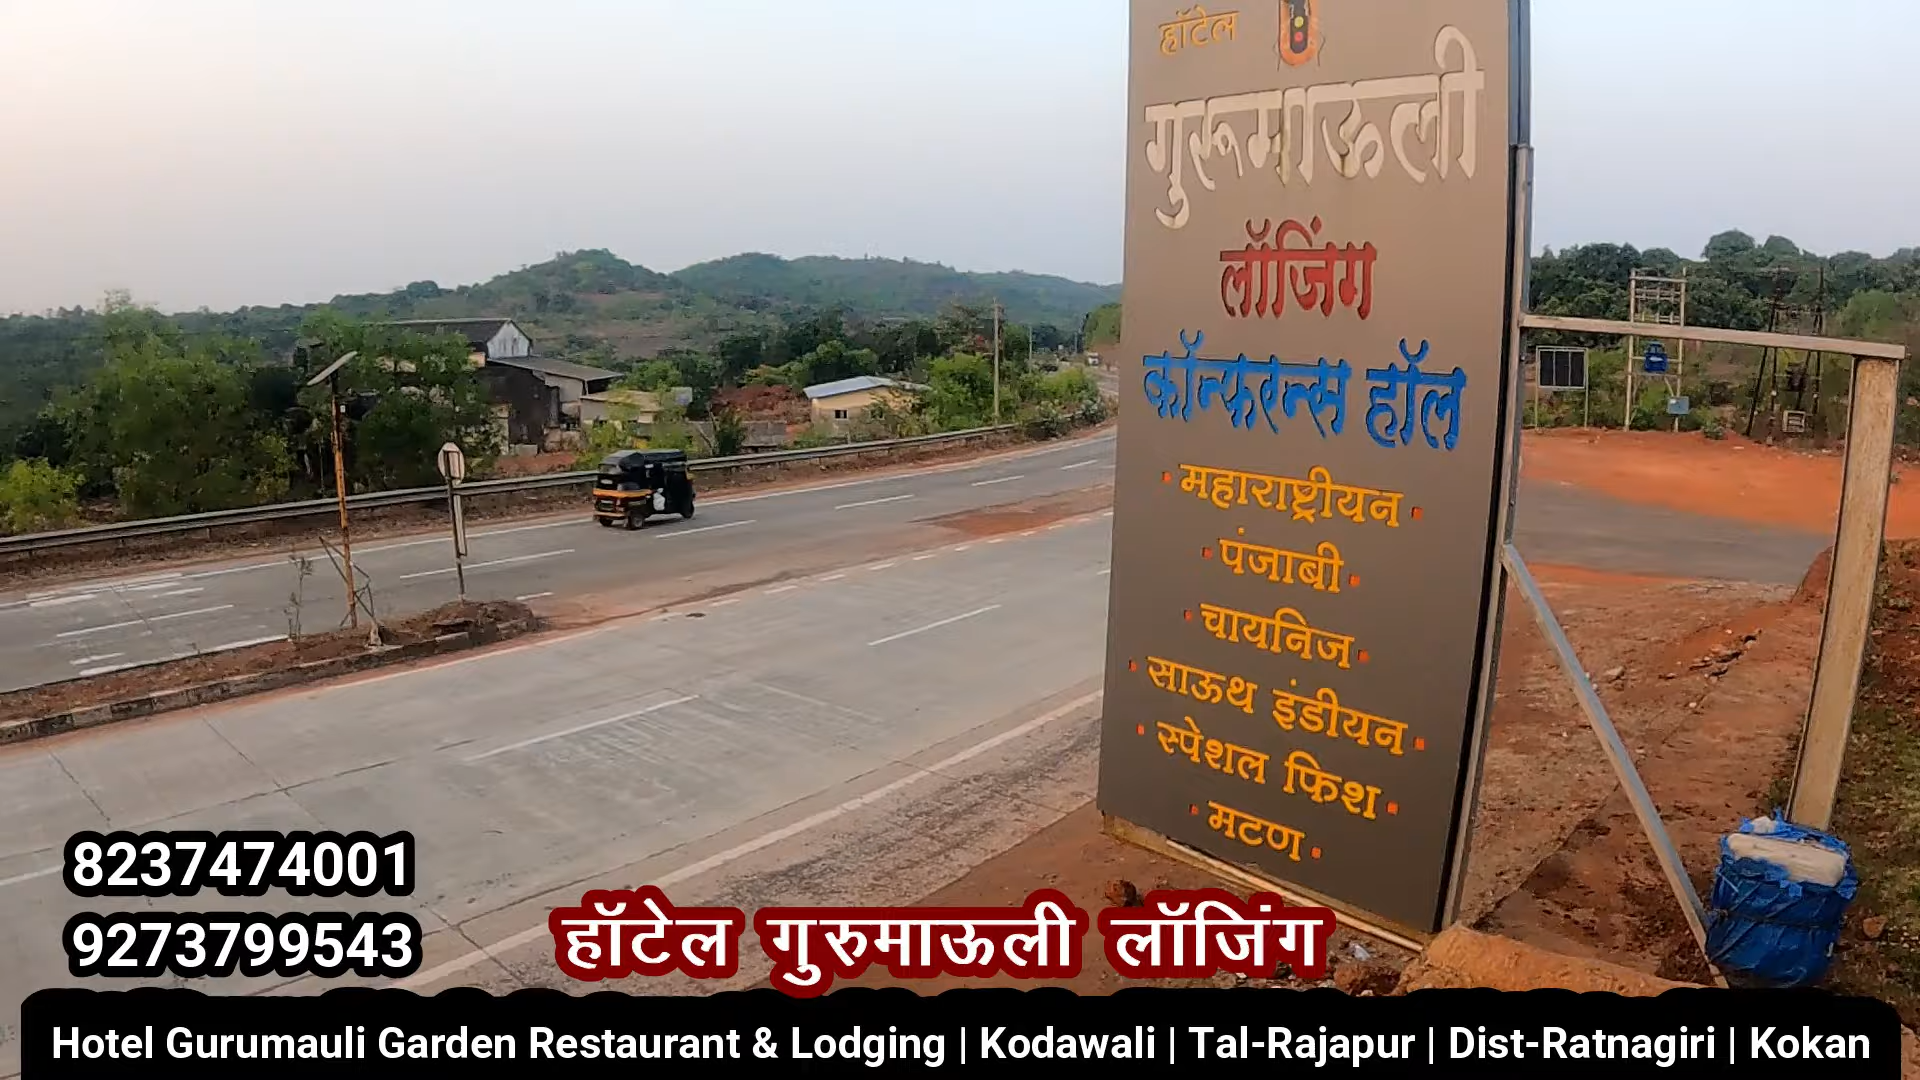 हॉटेल
गुरूमाऊली
लॉजिंग
कॉन्फरन्स हॉल
महाराष्ट्रीयन
पंजाबी
चायनिज
साऊथ इंडीयन
स्पेशल फिश
मटण
8237474001
9273799543
हॉटेल गुरुमाऊली लॉजिंग
Hotel Gurumauli Garden Restaurant & Lodging | Kodawali | Tal-Rajapur | Dist-Ratnagiri | Kokan